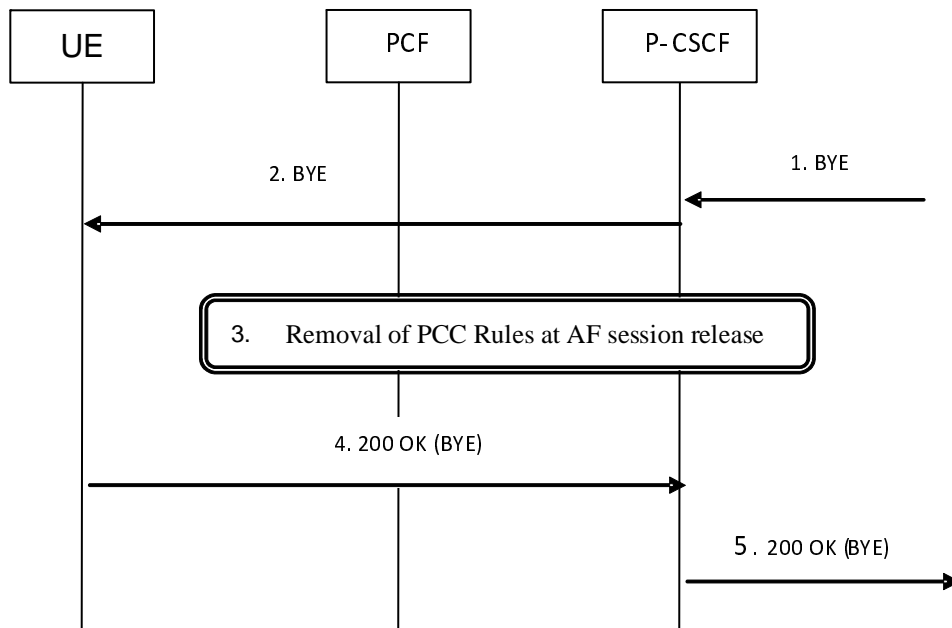 UE
PCF
P-CSCF
1. BYE
2. BYE
3. Removal of PCC Rules at AF session release
4. 200 OK (BYE)
5. 200 OK (BYE)